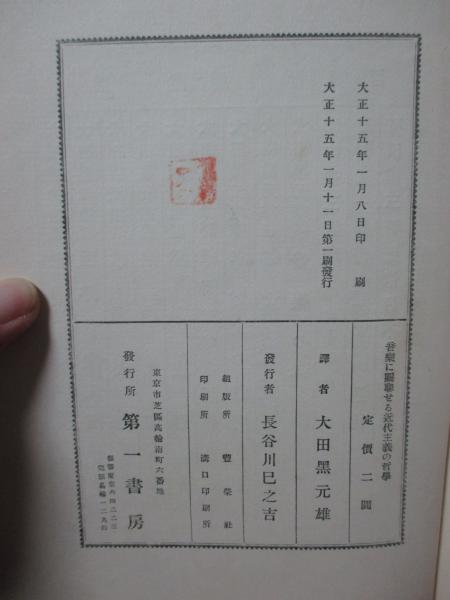 大正十五年一月八日印刷
大正十五年一月十一日第一刷發行
音樂に關聯せる近代主義の哲學
定價二圓
譯者 大田黑元雄
發行者 長谷川巳之吉
組版所 豐榮社
印刷所 溝口印刷所
東京市芝區高輪南町六番地
發行所 第一書房